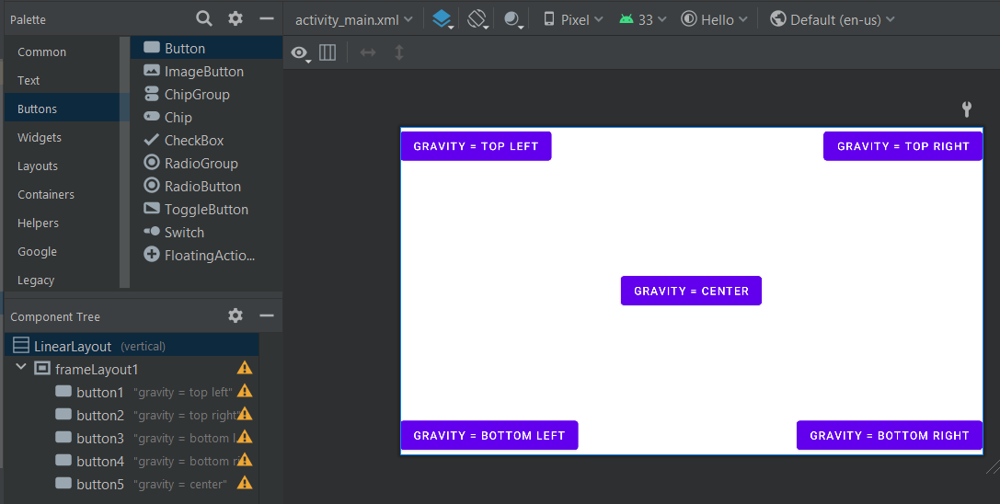 Palette
Common
Text
Buttons
Widgets
Layouts
Containers
Helpers
Google
Legacy
Button
ImageButton
ChipGroup
Chip
CheckBox
RadioGroup
RadioButton
ToggleButton
Switch
FloatingActio...
Component Tree
LinearLayout (vertical)
frameLayout1
button1 "gravity = top left"
button2 "gravity = top right"
button3 "gravity = bottom l
button4 "gravity = bottom ri
button5 "gravity = center"
activity_main.xml Pixel 33 Hello Default (en-us)
GRAVITY = TOP LEFT GRAVITY = TOP RIGHT
GRAVITY = CENTER
GRAVITY = BOTTOM LEFT GRAVITY = BOTTOM RIGHT